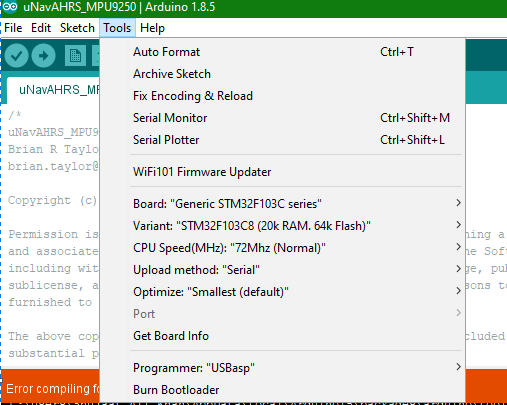 uNavAHRS_MPU9250 | Arduino 1.8.5
File Edit Sketch Tools Help
Auto Format Ctrl+T
Archive Sketch
uNavAHRS_MP
Fix Encoding & Reload
/*
Serial Monitor Ctrl+Shift+M
uNavAHRS_MPU9
Serial Plotter Ctrl+Shift+L
Brian R Taylo
brian.taylor@
WiFi101 Firmware Updater
Copyright (c)
Board: "Generic STM32F103C series"
Variant: "STM32F103C8 (20k RAM. 64k Flash)"
Permission is ning a
CPU Speed(MHz): "72Mhz (Normal)"
and associate he Sof
Upload method: "Serial"
including wit ge, pu
Optimize: "Smallest (default)"
sublicense, a sons to
furnished to
Port
Get Board Info
The above cop cluded
substantial p
Programmer: "USBasp"
Error compiling fo
Burn Bootloader